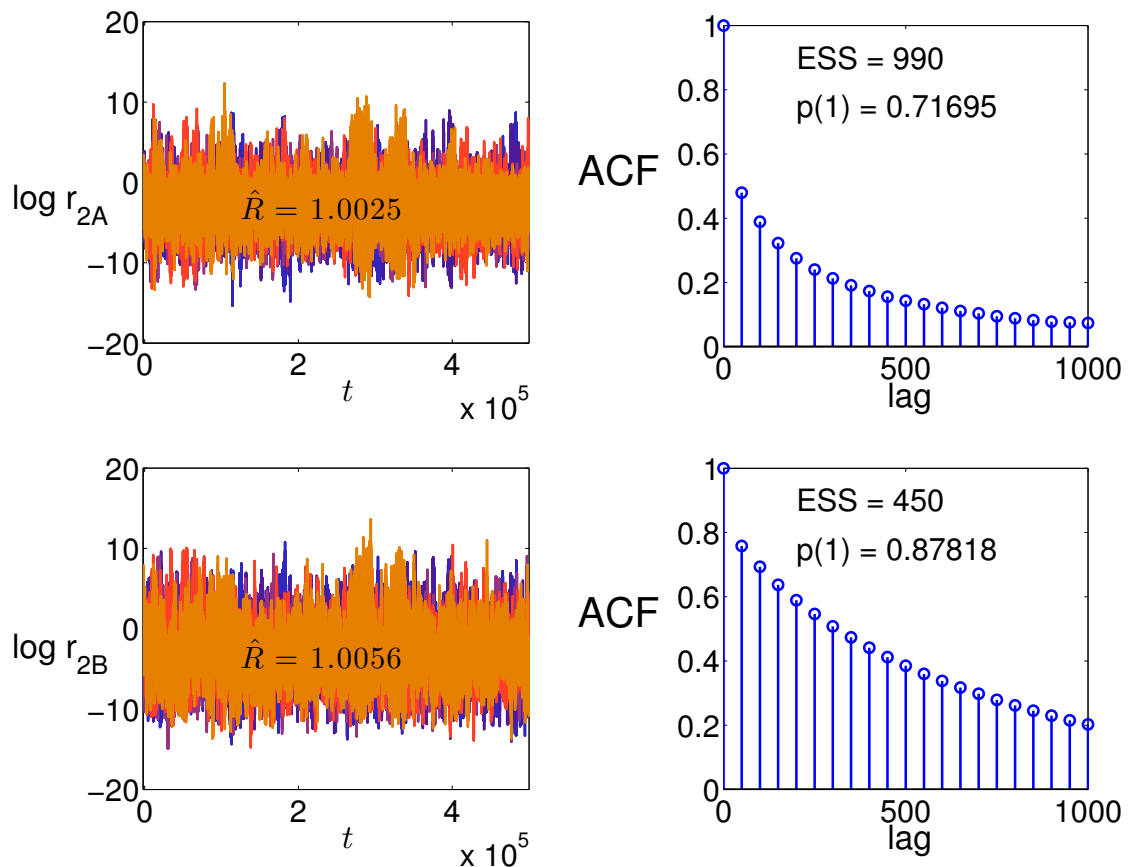 20
10
0
−10
−20
log r2A
R̂ = 1.0025
0
2
4
t
x 10^5
1
0.8
0.6
0.4
0.2
0
ACF
ESS = 990
p(1) = 0.71695
0
500
1000
lag
20
10
0
−10
−20
log r2B
R̂ = 1.0056
0
2
4
t
x 10^5
1
0.8
0.6
0.4
0.2
0
ACF
ESS = 450
p(1) = 0.87818
0
500
1000
lag